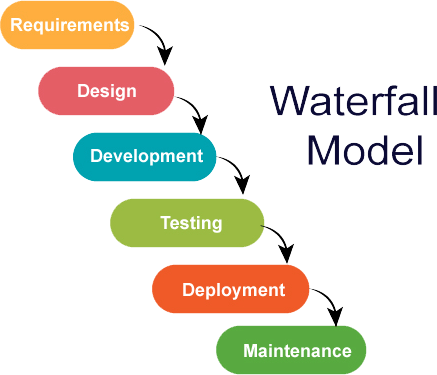 Requirements
Design
Waterfall
Model
Development
Testing
Deployment
Maintenance